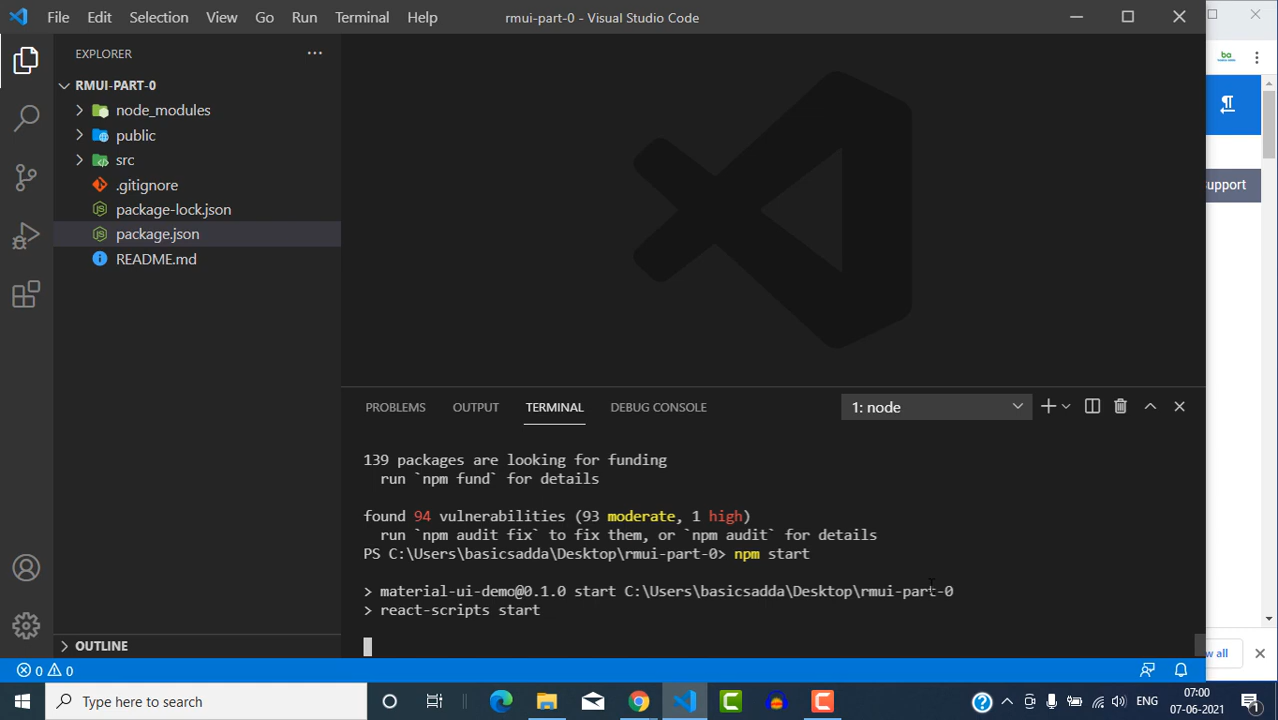 File Edit Selection View Go Run Terminal Help
rmui-part-0 - Visual Studio Code
EXPLORER
RMUI-PART-0
node_modules
public
src
.gitignore
package-lock.json
package.json
README.md
OUTLINE
PROBLEMS OUTPUT TERMINAL DEBUG CONSOLE
1: node
139 packages are looking for funding
run `npm fund` for details
found 94 vulnerabilities (93 moderate, 1 high)
run `npm audit fix` to fix them, or `npm audit` for details
PS C:\Users\basicsadda\Desktop\rmui-part-0> npm start
> material-ui-demo@0.1.0 start C:\Users\basicsadda\Desktop\rmui-part-0
> react-scripts start
0 0
ba
upport
w all
Type here to search
ENG
07:00
07-06-2021
1